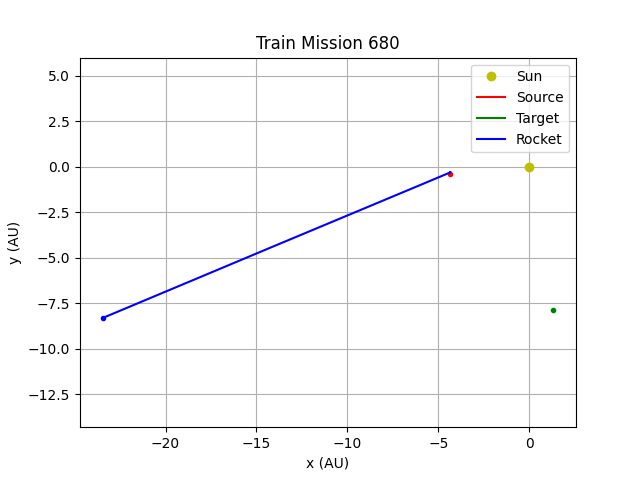 Train Mission 680
Sun
Source
Target
Rocket
5.0
2.5
0.0
−2.5
−5.0
−7.5
−10.0
−12.5
y (AU)
−20
−15
−10
−5
0
x (AU)